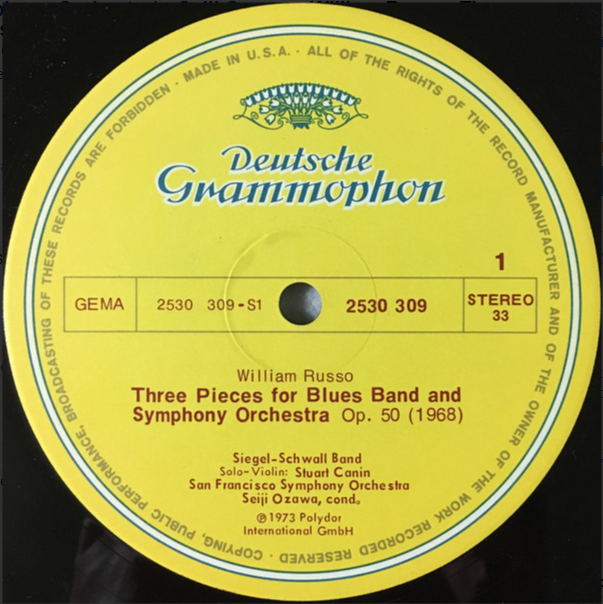 MADE IN U.S.A. · ALL OF THE RIGHTS OF THE RECORD MANUFACTURER AND OF THE OWNER OF THE WORK RECORDED RESERVED · COPYING, PUBLIC PERFORMANCE, BROADCASTING OF THESE RECORDS ARE FORBIDDEN ·
Deutsche
Grammophon
1
GEMA 2530 309-S1 2530 309 STEREO
33
William Russo
Three Pieces for Blues Band and
Symphony Orchestra Op. 50 (1968)
Siegel-Schwall Band
Solo-Violin: Stuart Canin
San Francisco Symphony Orchestra
Seiji Ozawa, cond.
℗ 1973 Polydor
International GmbH